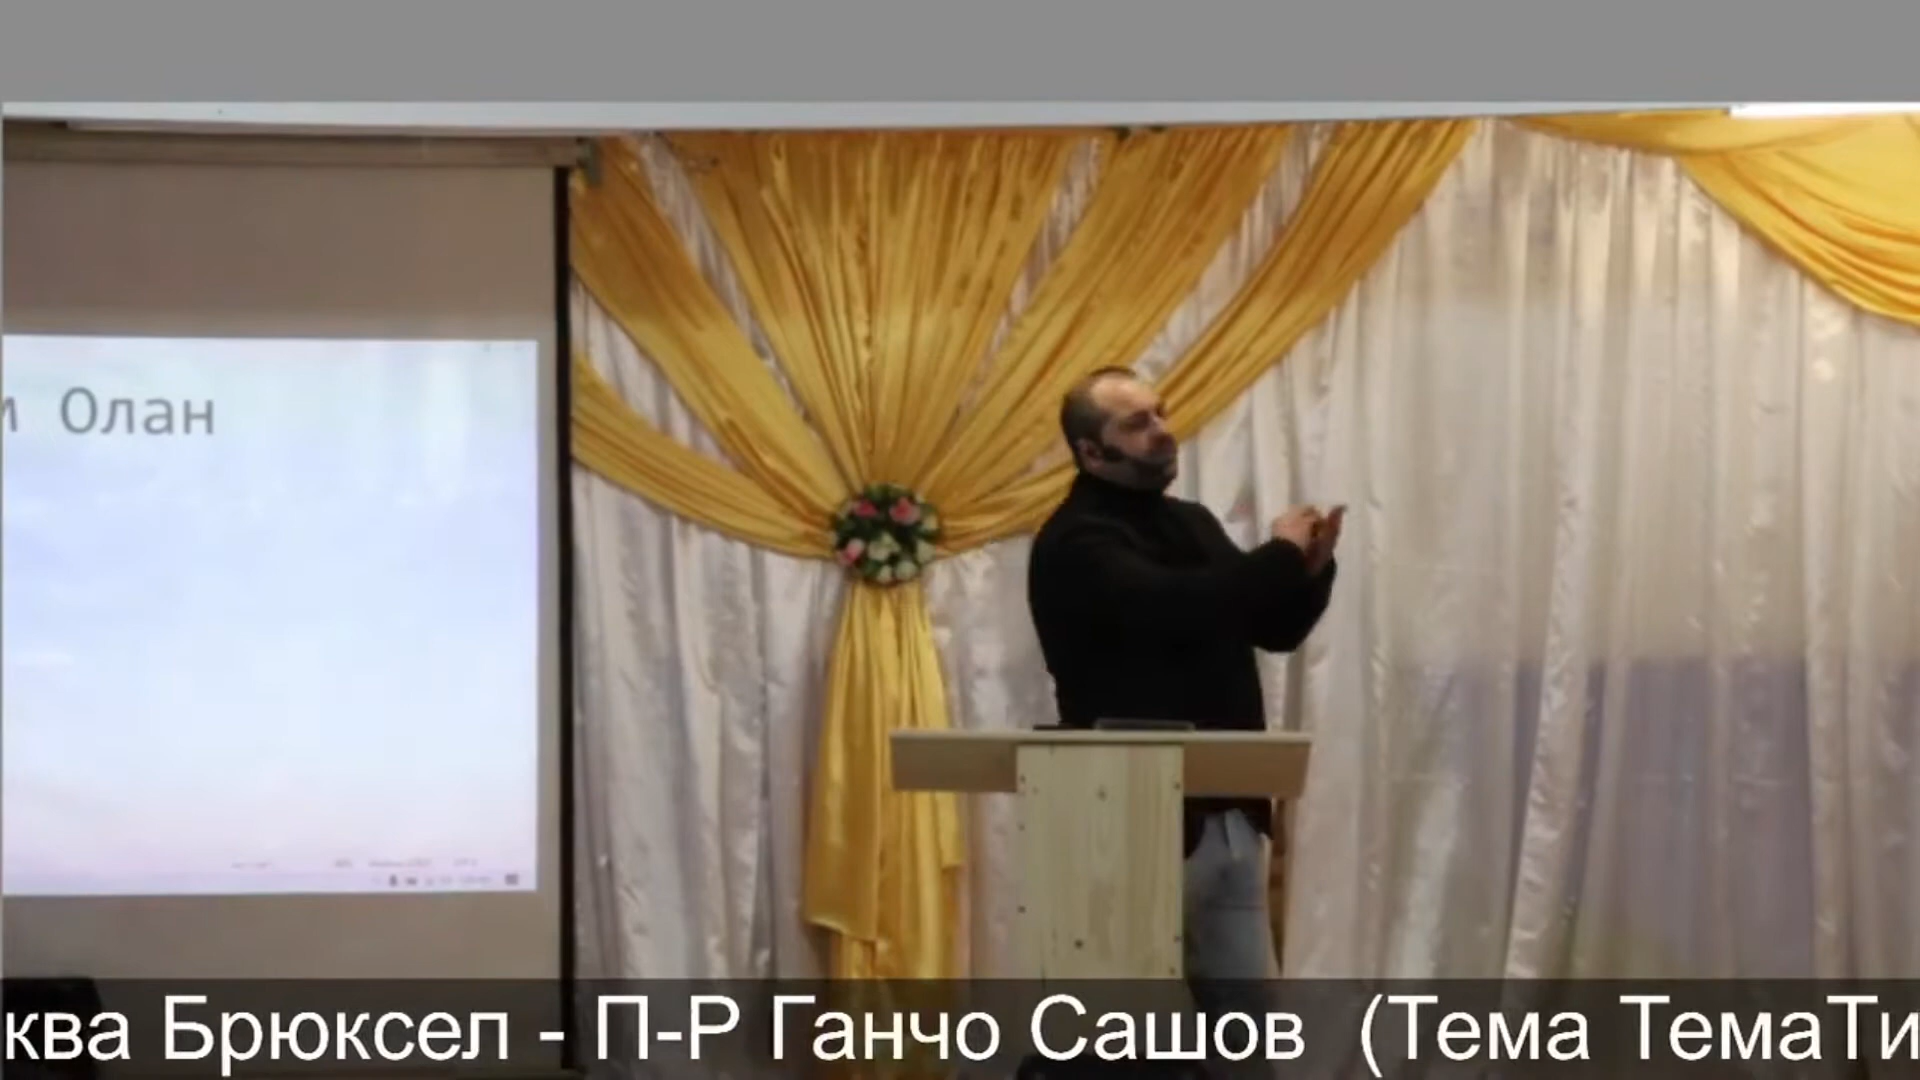 м Олан
ква Брюксел - П-Р Ганчо Сашов (Тема ТемаТи